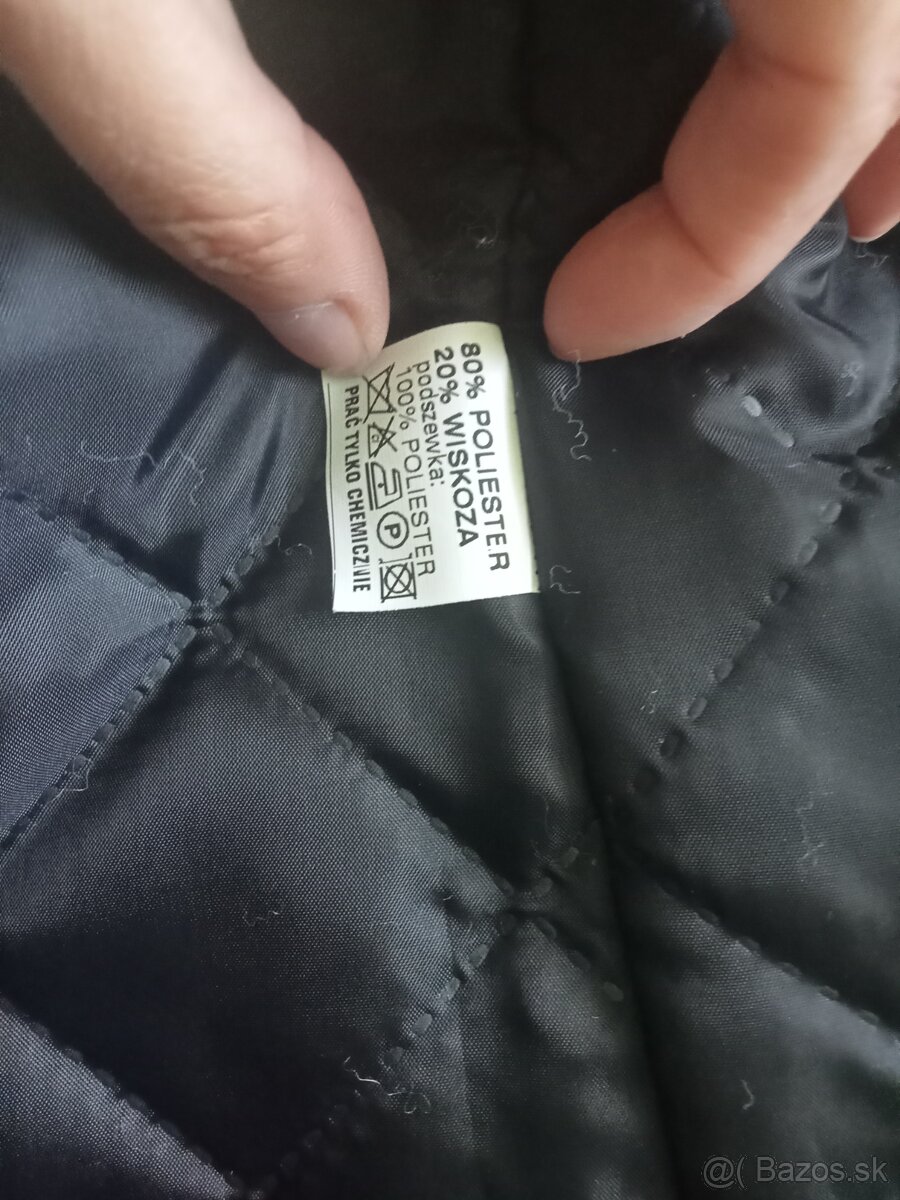 80% POLIESTER
20% WISKOZA
podszewka:
100% POLIESTER
P
PRAĆ TYLKO CHEMICZNIE
@( Bazos.sk